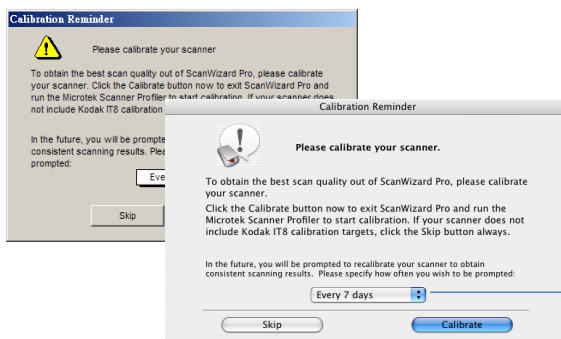 Calibration Reminder
Please calibrate your scanner
To obtain the best scan quality out of ScanWizard Pro, please calibrate
your scanner. Click the Calibrate button now to exit ScanWizard Pro and
run the Microtek Scanner Profiler to start calibration. If your scanner does
not include Kodak IT8 calibration
In the future, you will be
consistent scanning results.
prompted:
Skip
Calibration Reminder
Please calibrate your scanner.
To obtain the best scan quality out of ScanWizard Pro, please calibrate
your scanner.
Click the Calibrate button now to exit ScanWizard Pro and run the
Microtek Scanner Profiler to start calibration. If your scanner does not
include Kodak IT8 calibration targets, click the Skip button always.
In the future, you will be prompted to recalibrate your scanner to obtain
consistent scanning results. Please specify how often you wish to be prompted:
Every 7 days
Skip
Calibrate